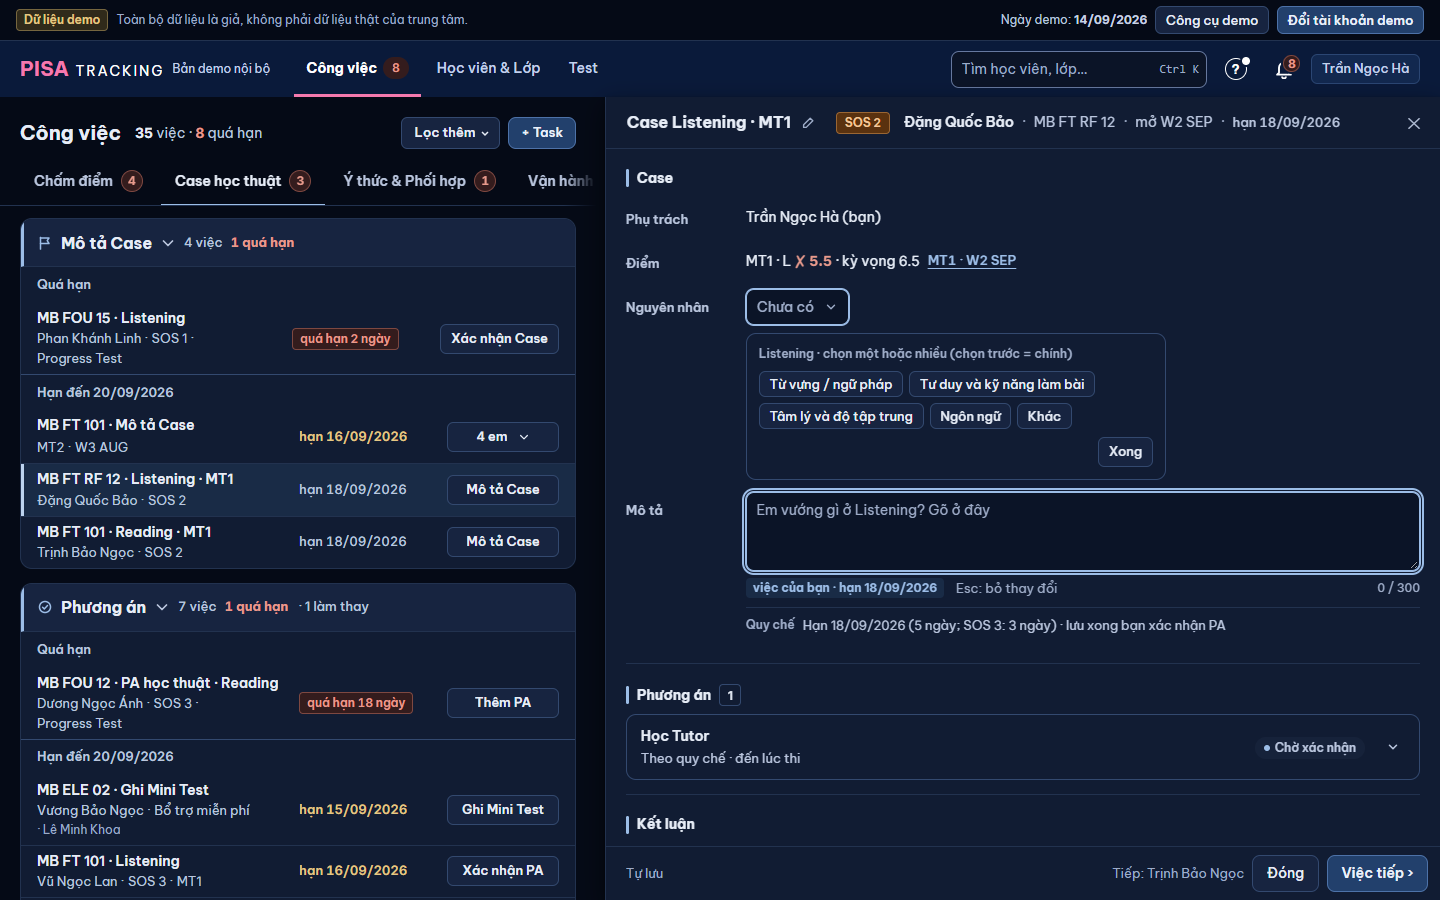 Dữ liệu demo Toàn bộ dữ liệu là giả, không phải dữ liệu thật của trung tâm. Ngày demo: 14/09/2026 Công cụ demo Đổi tài khoản demo
PISA TRACKING Bản demo nội bộ Công việc 8 Học viên & Lớp Test Tìm học viên, lớp... Ctrl K ? 8 Trần Ngọc Hà
Công việc 35 việc · 8 quá hạn Lọc thêm + Task
Chấm điểm 4 Case học thuật 3 Ý thức & Phối hợp 1 Vận hành
Mô tả Case 4 việc 1 quá hạn
Quá hạn
MB FOU 15 · Listening
Phan Khánh Linh · SOS 1 ·
Progress Test
quá hạn 2 ngày Xác nhận Case
Hạn đến 20/09/2026
MB FT 101 · Mô tả Case
MT2 · W3 AUG
hạn 16/09/2026 4 em
MB FT RF 12 · Listening · MT1
Đặng Quốc Bảo · SOS 2
hạn 18/09/2026 Mô tả Case
MB FT 101 · Reading · MT1
Trịnh Bảo Ngọc · SOS 2
hạn 18/09/2026 Mô tả Case
Phương án 7 việc 1 quá hạn · 1 làm thay
Quá hạn
MB FOU 12 · PA học thuật · Reading
Dương Ngọc Ánh · SOS 3 ·
Progress Test
quá hạn 18 ngày Thêm PA
Hạn đến 20/09/2026
MB ELE 02 · Ghi Mini Test
Vương Bảo Ngọc · Bổ trợ miễn phí
· Lê Minh Khoa
hạn 15/09/2026 Ghi Mini Test
MB FT 101 · Listening
Vũ Ngọc Lan · SOS 3 · MT1
hạn 16/09/2026 Xác nhận PA
Case Listening · MT1 SOS 2 Đặng Quốc Bảo · MB FT RF 12 · mở W2 SEP · hạn 18/09/2026
Case
Phụ trách Trần Ngọc Hà (bạn)
Điểm MT1 · L ✗ 5.5 · kỳ vọng 6.5 MT1 · W2 SEP
Nguyên nhân Chưa có
Listening · chọn một hoặc nhiều (chọn trước = chính)
Từ vựng / ngữ pháp Tư duy và kỹ năng làm bài
Tâm lý và độ tập trung Ngôn ngữ Khác
Xong
Mô tả Em vướng gì ở Listening? Gõ ở đây
việc của bạn · hạn 18/09/2026 Esc: bỏ thay đổi 0 / 300
Quy chế Hạn 18/09/2026 (5 ngày; SOS 3: 3 ngày) · lưu xong bạn xác nhận PA
Phương án 1
Học Tutor
Theo quy chế · đến lúc thi
Chờ xác nhận
Kết luận
Tự lưu Tiếp: Trịnh Bảo Ngọc Đóng Việc tiếp ›